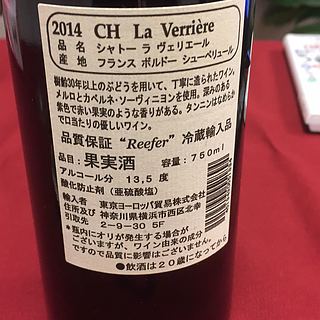 2014 CH La Verrière
品名 シャトー ラ ヴェリエール
産地 フランス ボルドー シューペリュール
樹齢30年以上のぶどうを用いて、丁寧に造られたワイン。
メルロとカベルネ・ソーヴィニヨンを使用。深みのある
紫色で赤い果実のような香りがある。タンニンはなめらか
で口当たりの優しいワイン。
品質保証 "Reefer" 冷蔵輸入品
品目：果実酒 容量：750ml
アルコール分 13.5 度
酸化防止剤（亜硫酸塩）
輸入者 東京ヨーロッパ貿易株式会社
住所及び 神奈川県横浜市西区北幸
引取先 2-9-30 5F
*瓶内にオリが発生する場合が
ございますが、ワイン由来の成分
ですので品質に影響はございません。
●飲酒は20歳になってから